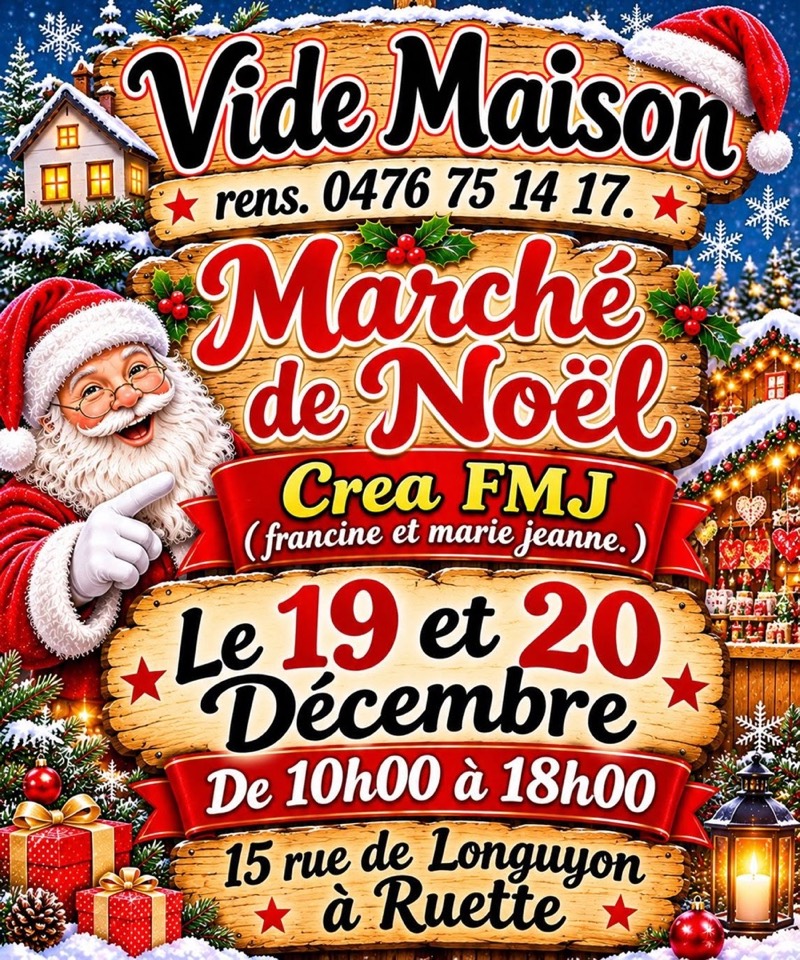 Vide Maison
rens. 0476 75 14 17.
Marché
de Noël
Crea FMJ
(francine et marie jeanne.)
Le 19 et 20
Décembre
De 10h00 à 18h00
15 rue de Longuyon
à Ruette